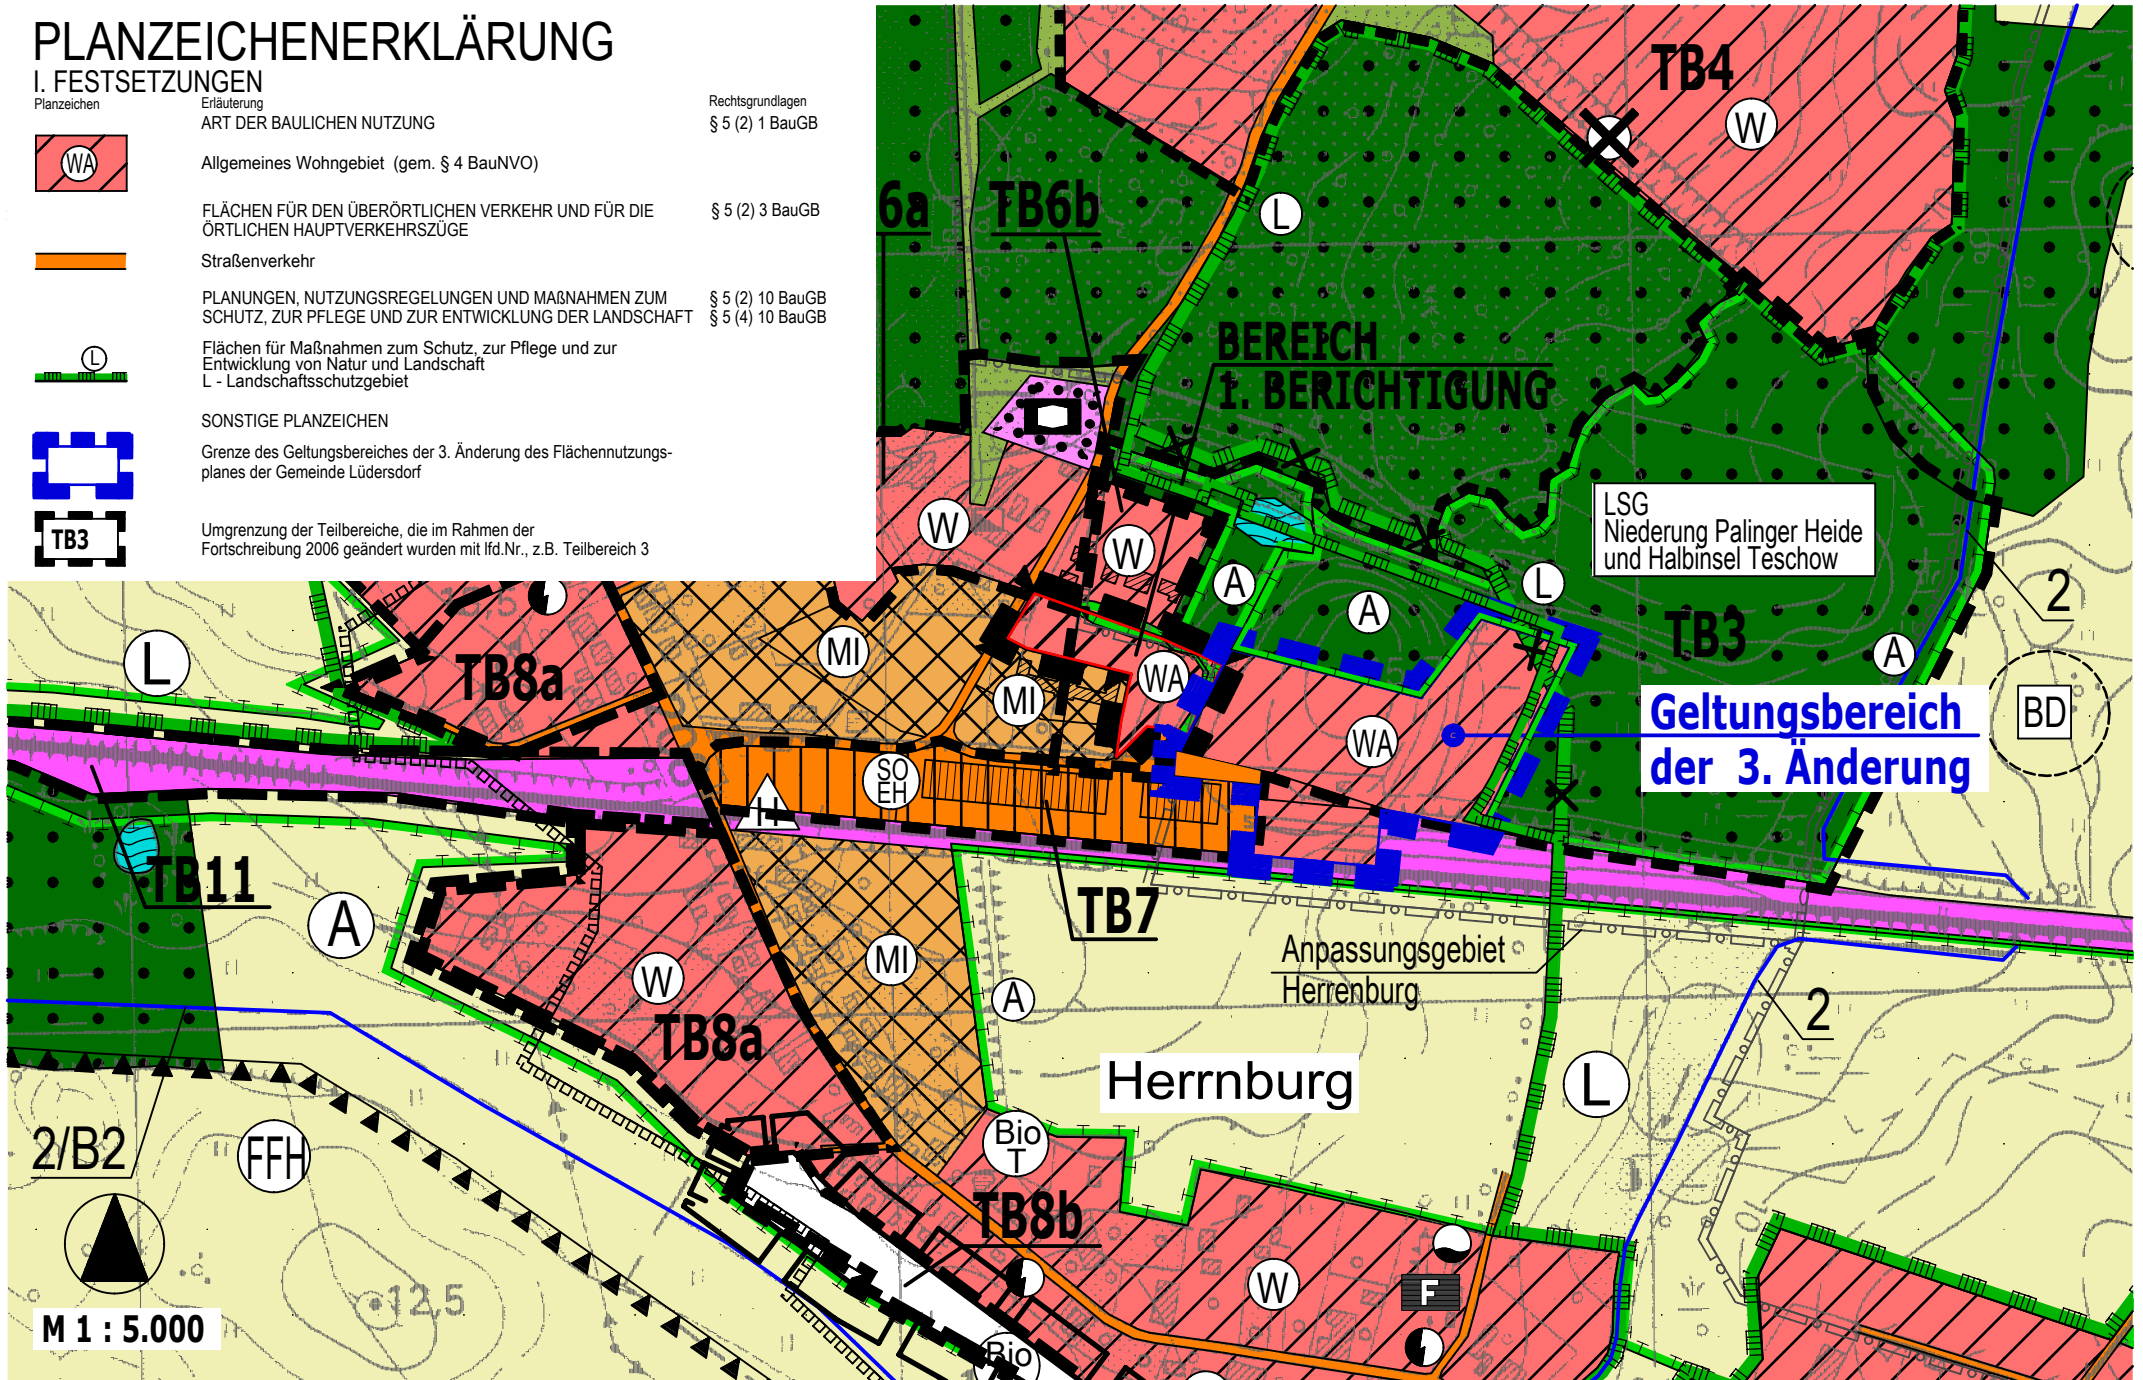 PLANZEICHENERKLÄRUNG
I. FESTSETZUNGEN
Planzeichen Erläuterung Rechtsgrundlagen
ART DER BAULICHEN NUTZUNG § 5 (2) 1 BauGB
WA Allgemeines Wohngebiet (gem. § 4 BauNVO)
FLÄCHEN FÜR DEN ÜBERÖRTLICHEN VERKEHR UND FÜR DIE § 5 (2) 3 BauGB
ÖRTLICHEN HAUPTVERKEHRSZÜGE
Straßenverkehr
PLANUNGEN, NUTZUNGSREGELUNGEN UND MAßNAHMEN ZUM § 5 (2) 10 BauGB
SCHUTZ, ZUR PFLEGE UND ZUR ENTWICKLUNG DER LANDSCHAFT § 5 (4) 10 BauGB
L Flächen für Maßnahmen zum Schutz, zur Pflege und zur
Entwicklung von Natur und Landschaft
L - Landschaftsschutzgebiet
SONSTIGE PLANZEICHEN
Grenze des Geltungsbereiches der 3. Änderung des Flächennutzungs-
planes der Gemeinde Lüdersdorf
TB3 Umgrenzung der Teilbereiche, die im Rahmen der
Fortschreibung 2006 geändert wurden mit lfd.Nr., z.B. Teilbereich 3
TB4
W
6a
TB6b
L
BEREICH
1. BERICHTIGUNG
LSG
Niederung Palinger Heide
und Halbinsel Teschow
W
W
A
A
L
2
TB3
A
L
TB8a
MI
MI
WA
WA
Geltungsbereich
der 3. Änderung
BD
SO
EH
H
TB11
TB7
A
W
MI
A
Anpassungsgebiet
Herrenburg
2
TB8a
Herrnburg
L
2/B2
FFH
Bio
T
TB8b
W
F
12,5
M 1 : 5.000
Bio